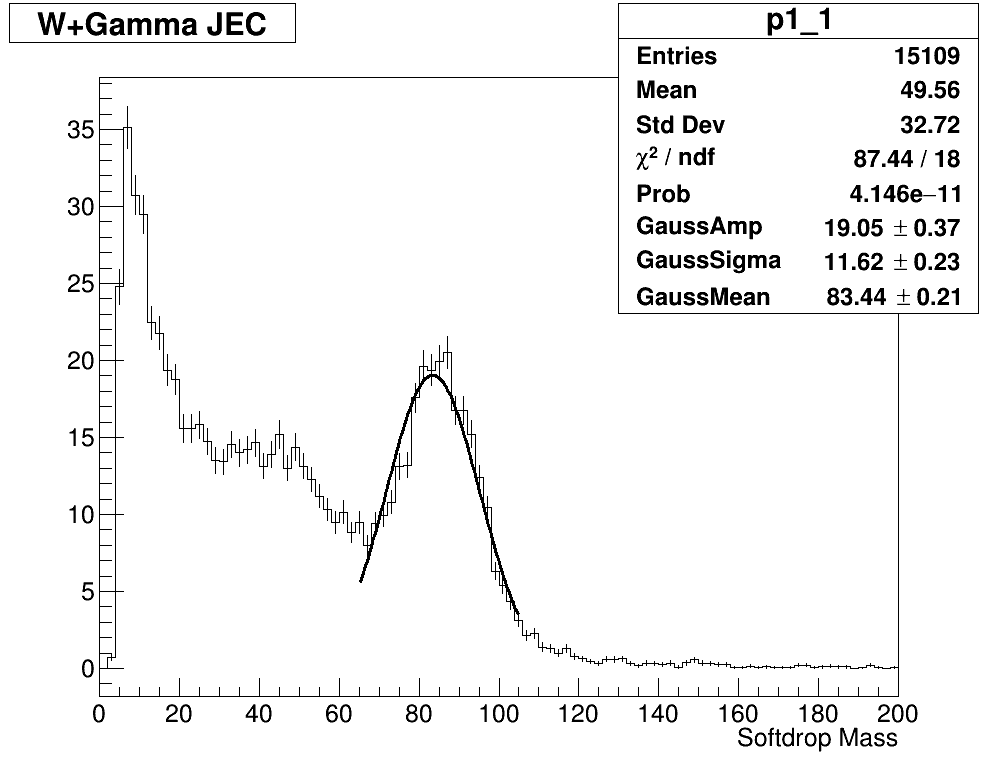 W+Gamma JEC
p1_1
Entries 15109
Mean 49.56
Std Dev 32.72
χ² / ndf 87.44 / 18
Prob 4.146e−11
GaussAmp 19.05 ± 0.37
GaussSigma 11.62 ± 0.23
GaussMean 83.44 ± 0.21
35
30
25
20
15
10
5
0
0 20 40 60 80 100 120 140 160 180 200
Softdrop Mass